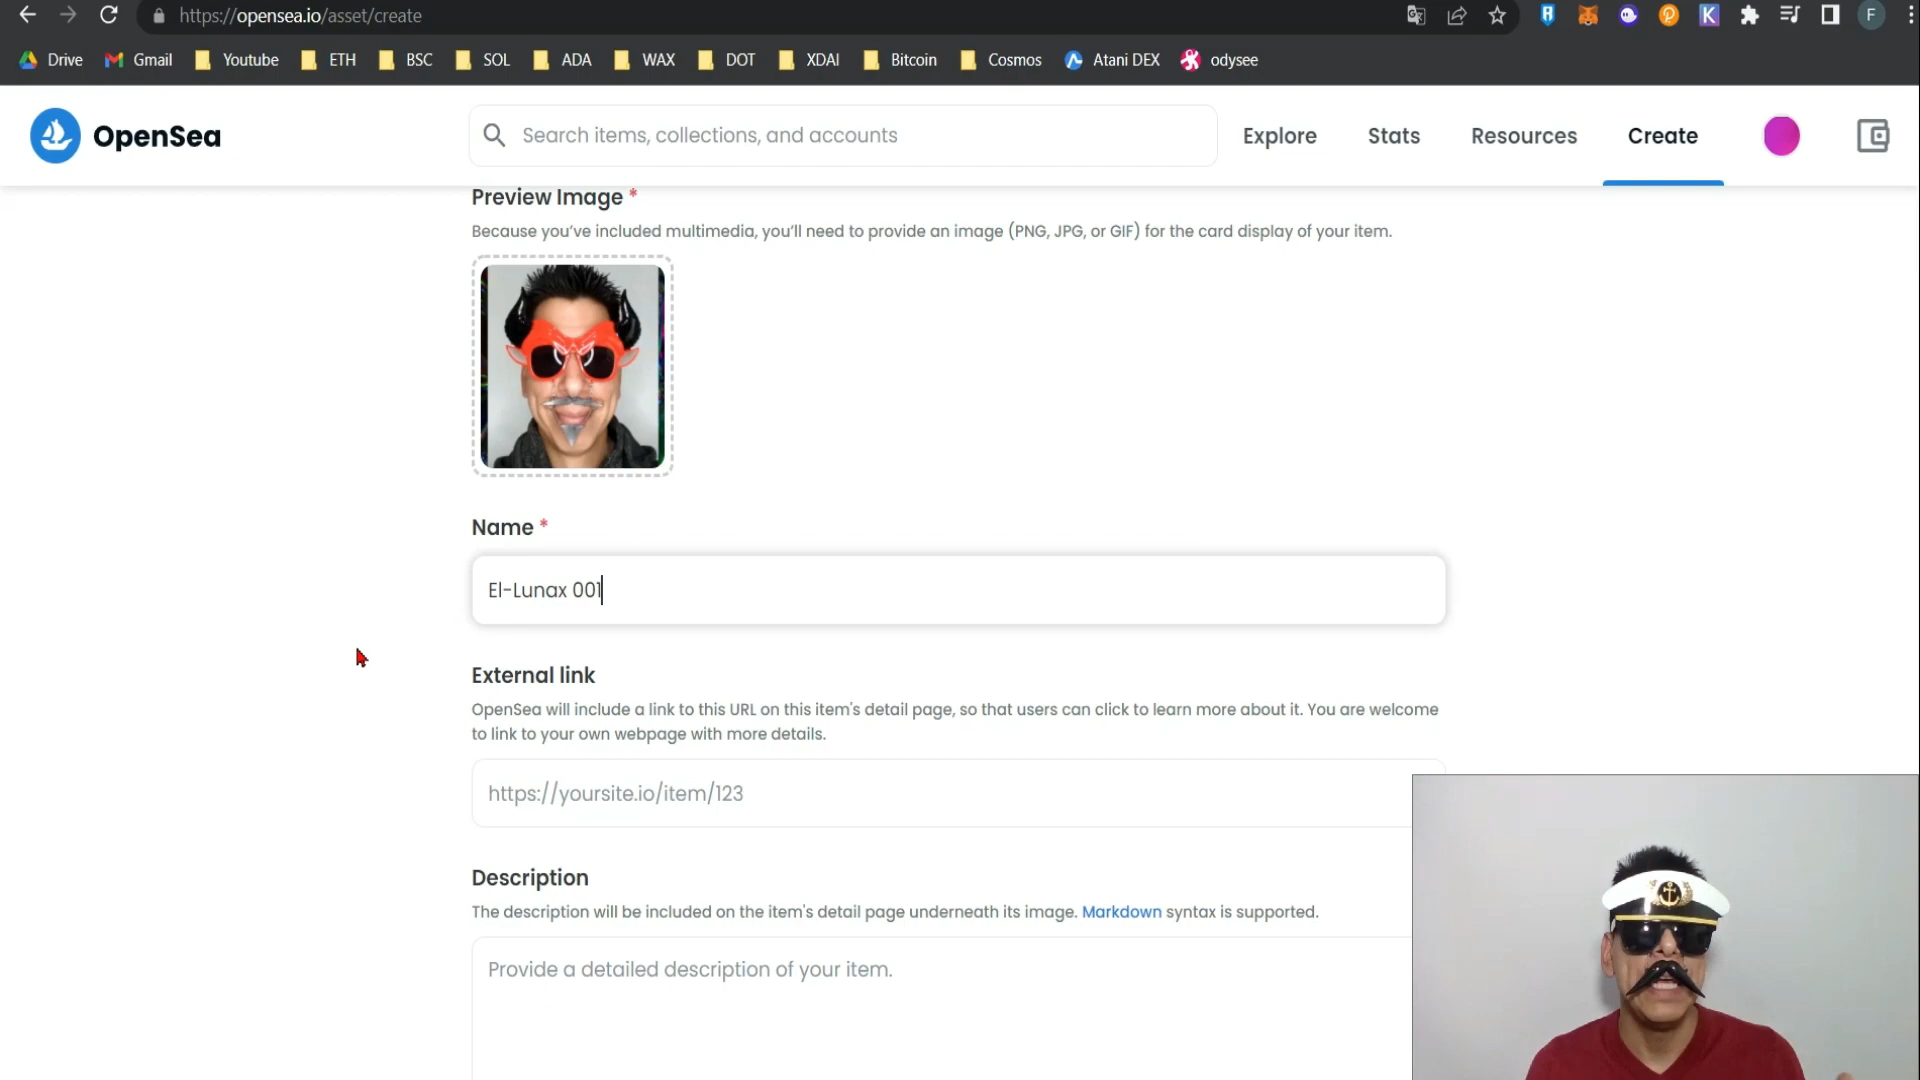 https://opensea.io/asset/create
F
Drive Gmail Youtube ETH BSC SOL ADA WAX DOT XDAI Bitcoin Cosmos Atani DEX odysee
OpenSea
Search items, collections, and accounts
Explore Stats Resources Create
Preview Image *
Because you've included multimedia, you'll need to provide an image (PNG, JPG, or GIF) for the card display of your item.
Name *
El-Lunax 001
External link
OpenSea will include a link to this URL on this item's detail page, so that users can click to learn more about it. You are welcome
to link to your own webpage with more details.
https://yoursite.io/item/123
Description
The description will be included on the item's detail page underneath its image. Markdown syntax is supported.
Provide a detailed description of your item.